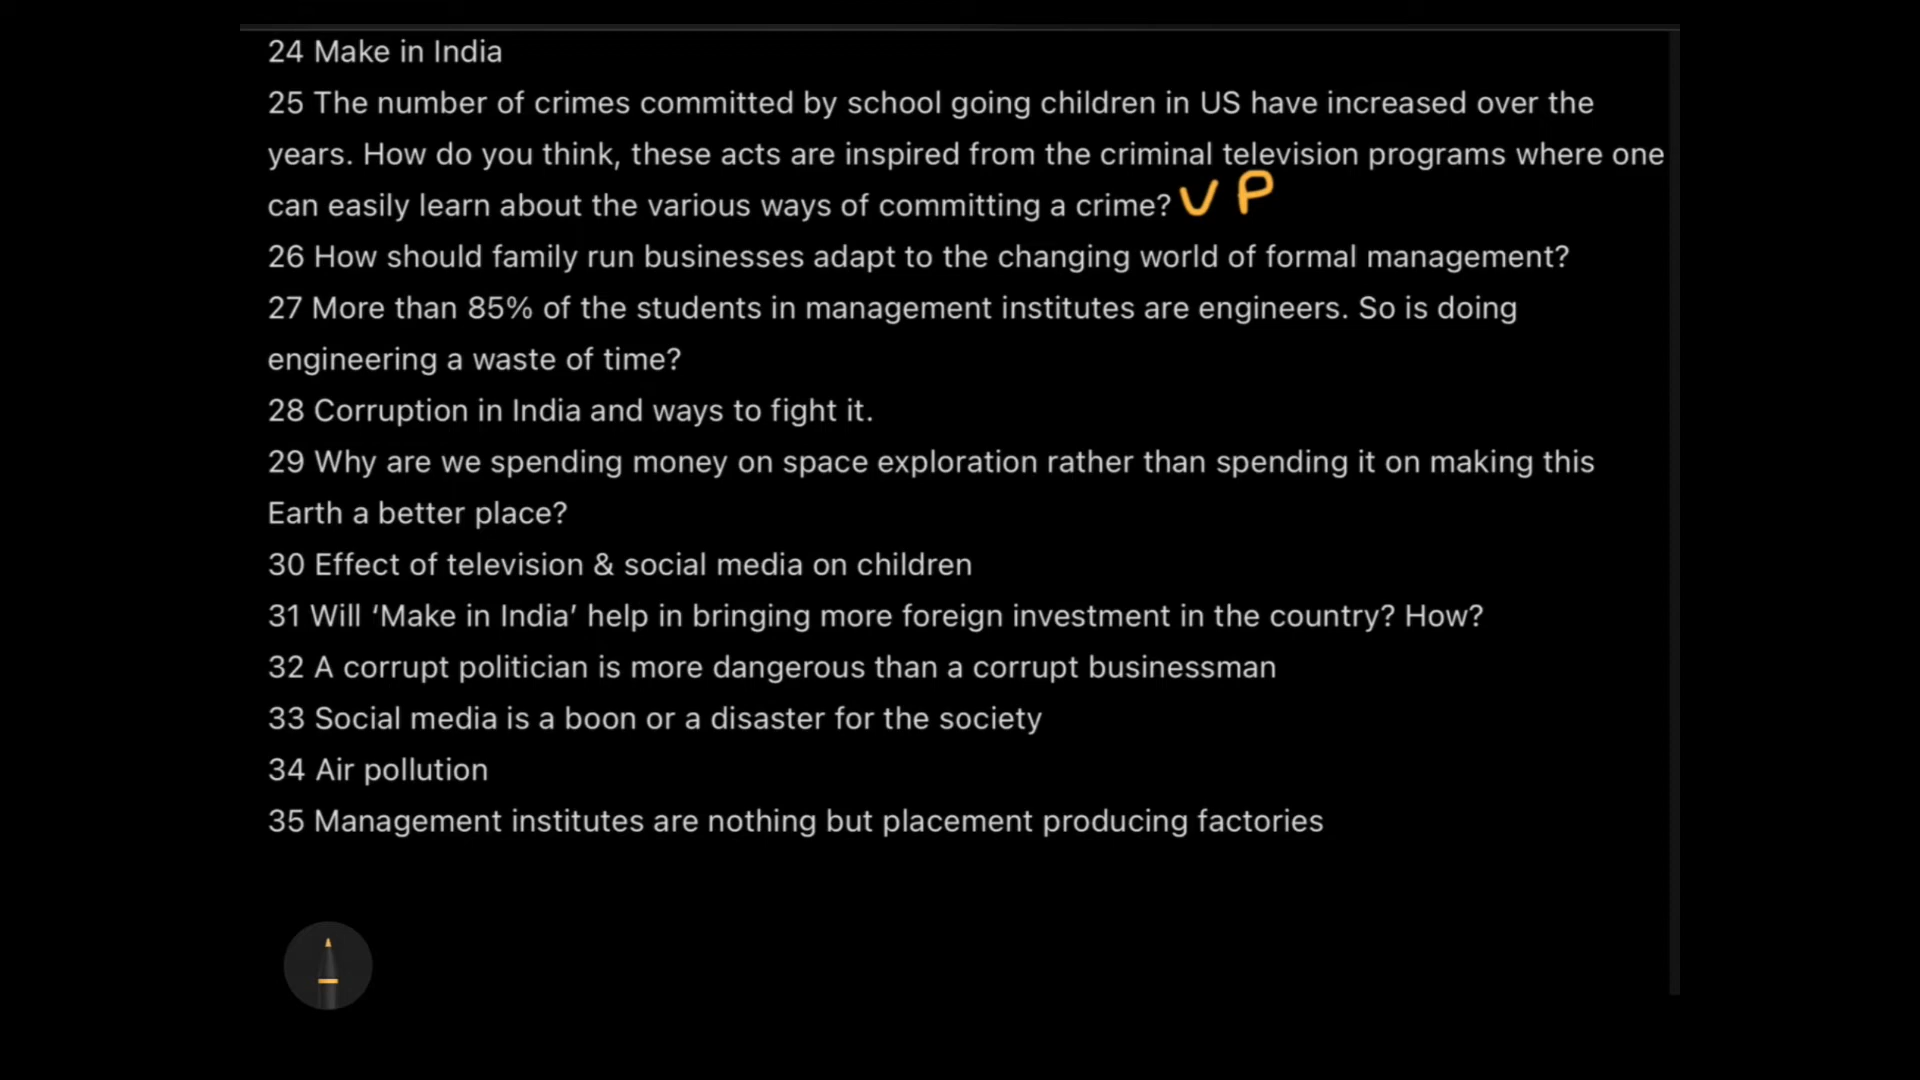 24 Make in India
25 The number of crimes committed by school going children in US have increased over the
years. How do you think, these acts are inspired from the criminal television programs where one
can easily learn about the various ways of committing a crime? VP
26 How should family run businesses adapt to the changing world of formal management?
27 More than 85% of the students in management institutes are engineers. So is doing
engineering a waste of time?
28 Corruption in India and ways to fight it.
29 Why are we spending money on space exploration rather than spending it on making this
Earth a better place?
30 Effect of television & social media on children
31 Will ‘Make in India’ help in bringing more foreign investment in the country? How?
32 A corrupt politician is more dangerous than a corrupt businessman
33 Social media is a boon or a disaster for the society
34 Air pollution
35 Management institutes are nothing but placement producing factories